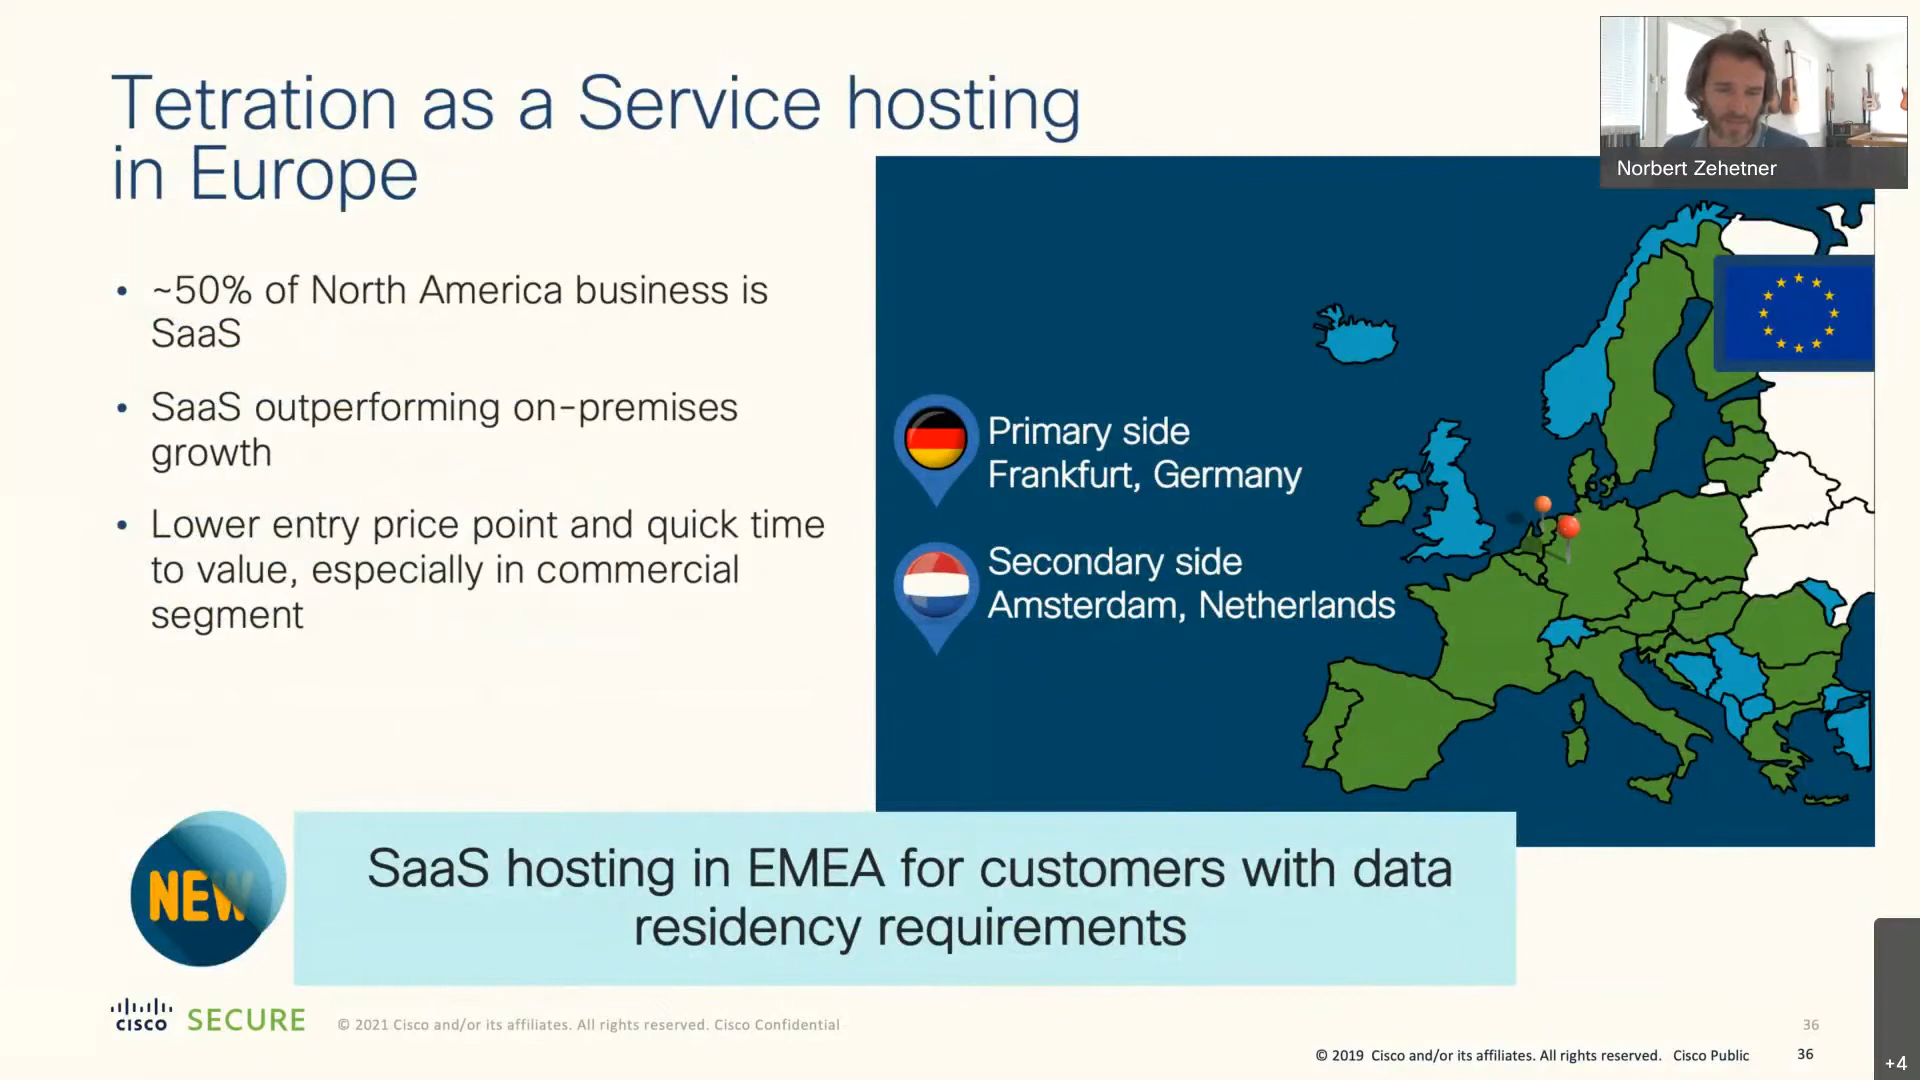 Tetration as a Service hosting
in Europe
Norbert Zehetner
• ~50% of North America business is
SaaS
• SaaS outperforming on-premises
growth
• Lower entry price point and quick time
to value, especially in commercial
segment
Primary side
Frankfurt, Germany
Secondary side
Amsterdam, Netherlands
NEW
SaaS hosting in EMEA for customers with data
residency requirements
CISCO SECURE
© 2021 Cisco and/or its affiliates. All rights reserved. Cisco Confidential
36
© 2019 Cisco and/or its affiliates. All rights reserved. Cisco Public
36
+4